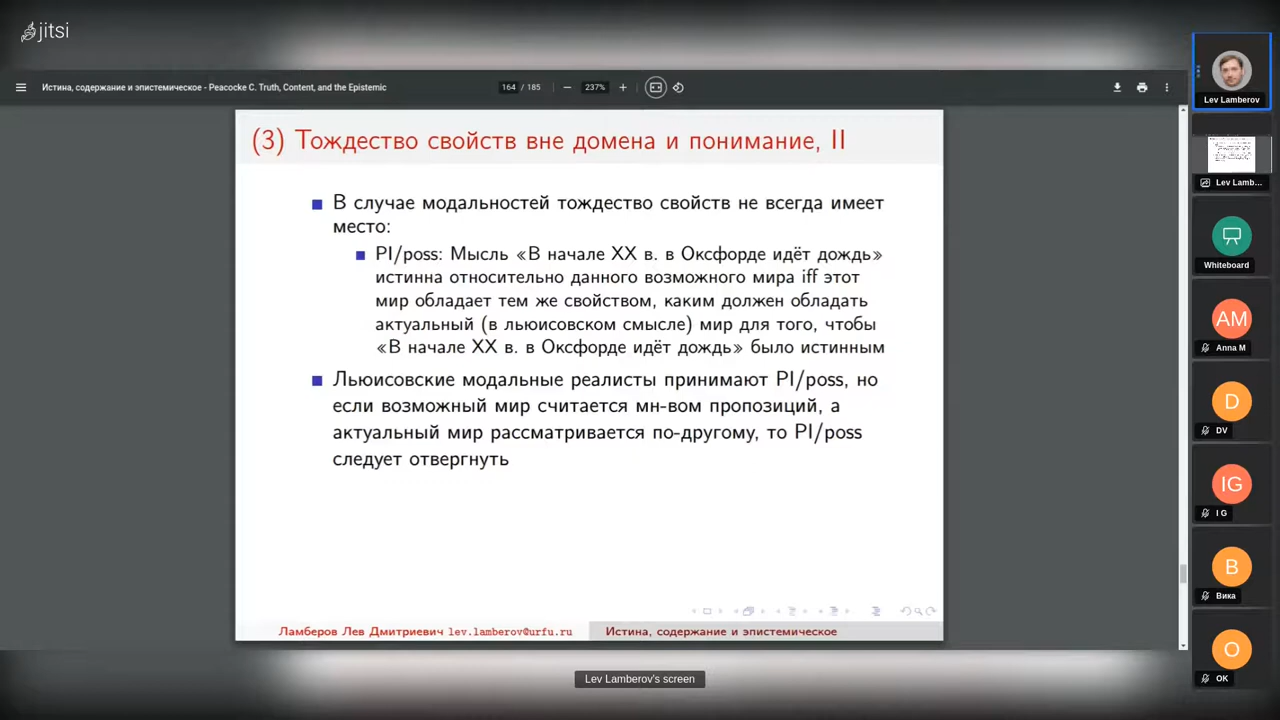 jitsi
Истина, содержание и эпистемическое - Peacocke C. Truth, Content, and the Epistemic
164 / 185
237%
(3) Тождество свойств вне домена и понимание, II
В случае модальностей тождество свойств не всегда имеет
место:
PI/poss: Мысль «В начале XX в. в Оксфорде идёт дождь»
истинна относительно данного возможного мира iff этот
мир обладает тем же свойством, каким должен обладать
актуальный (в льюисовском смысле) мир для того, чтобы
«В начале XX в. в Оксфорде идёт дождь» было истинным
Льюисовские модальные реалисты принимают PI/poss, но
если возможный мир считается мн-вом пропозиций, а
актуальный мир рассматривается по-другому, то PI/poss
следует отвергнуть
Ламберов Лев Дмитриевич lev.lamberov@urfu.ru
Истина, содержание и эпистемическое
Lev Lamberov's screen
Lev Lamberov
Lev Lamb...
Whiteboard
AM
Anna M
D
DV
IG
I G
B
Вика
O
OK